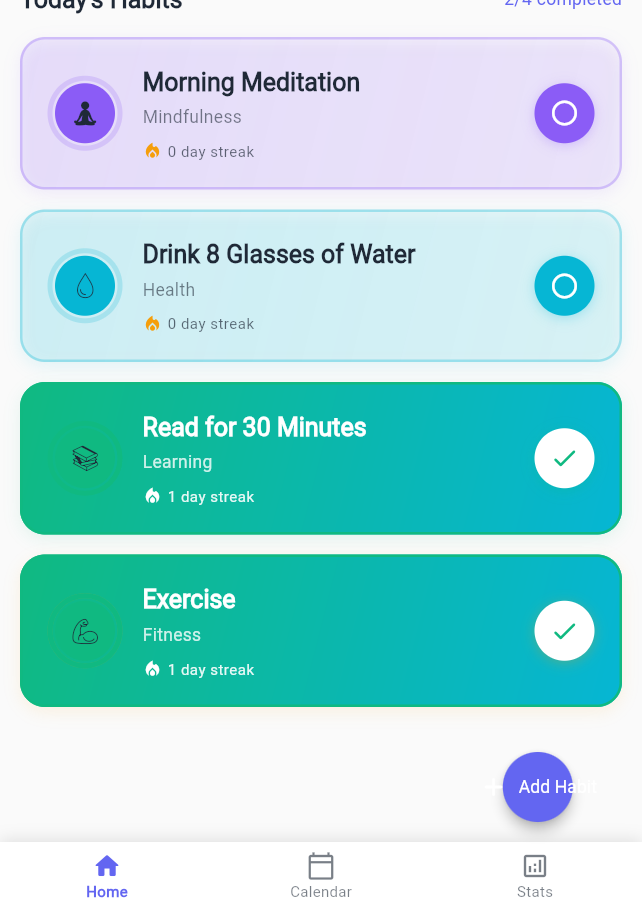 Today's Habits
2/4 completed
Morning Meditation
Mindfulness
0 day streak
Drink 8 Glasses of Water
Health
0 day streak
Read for 30 Minutes
Learning
1 day streak
Exercise
Fitness
1 day streak
+ Add Habit
Home
Calendar
Stats